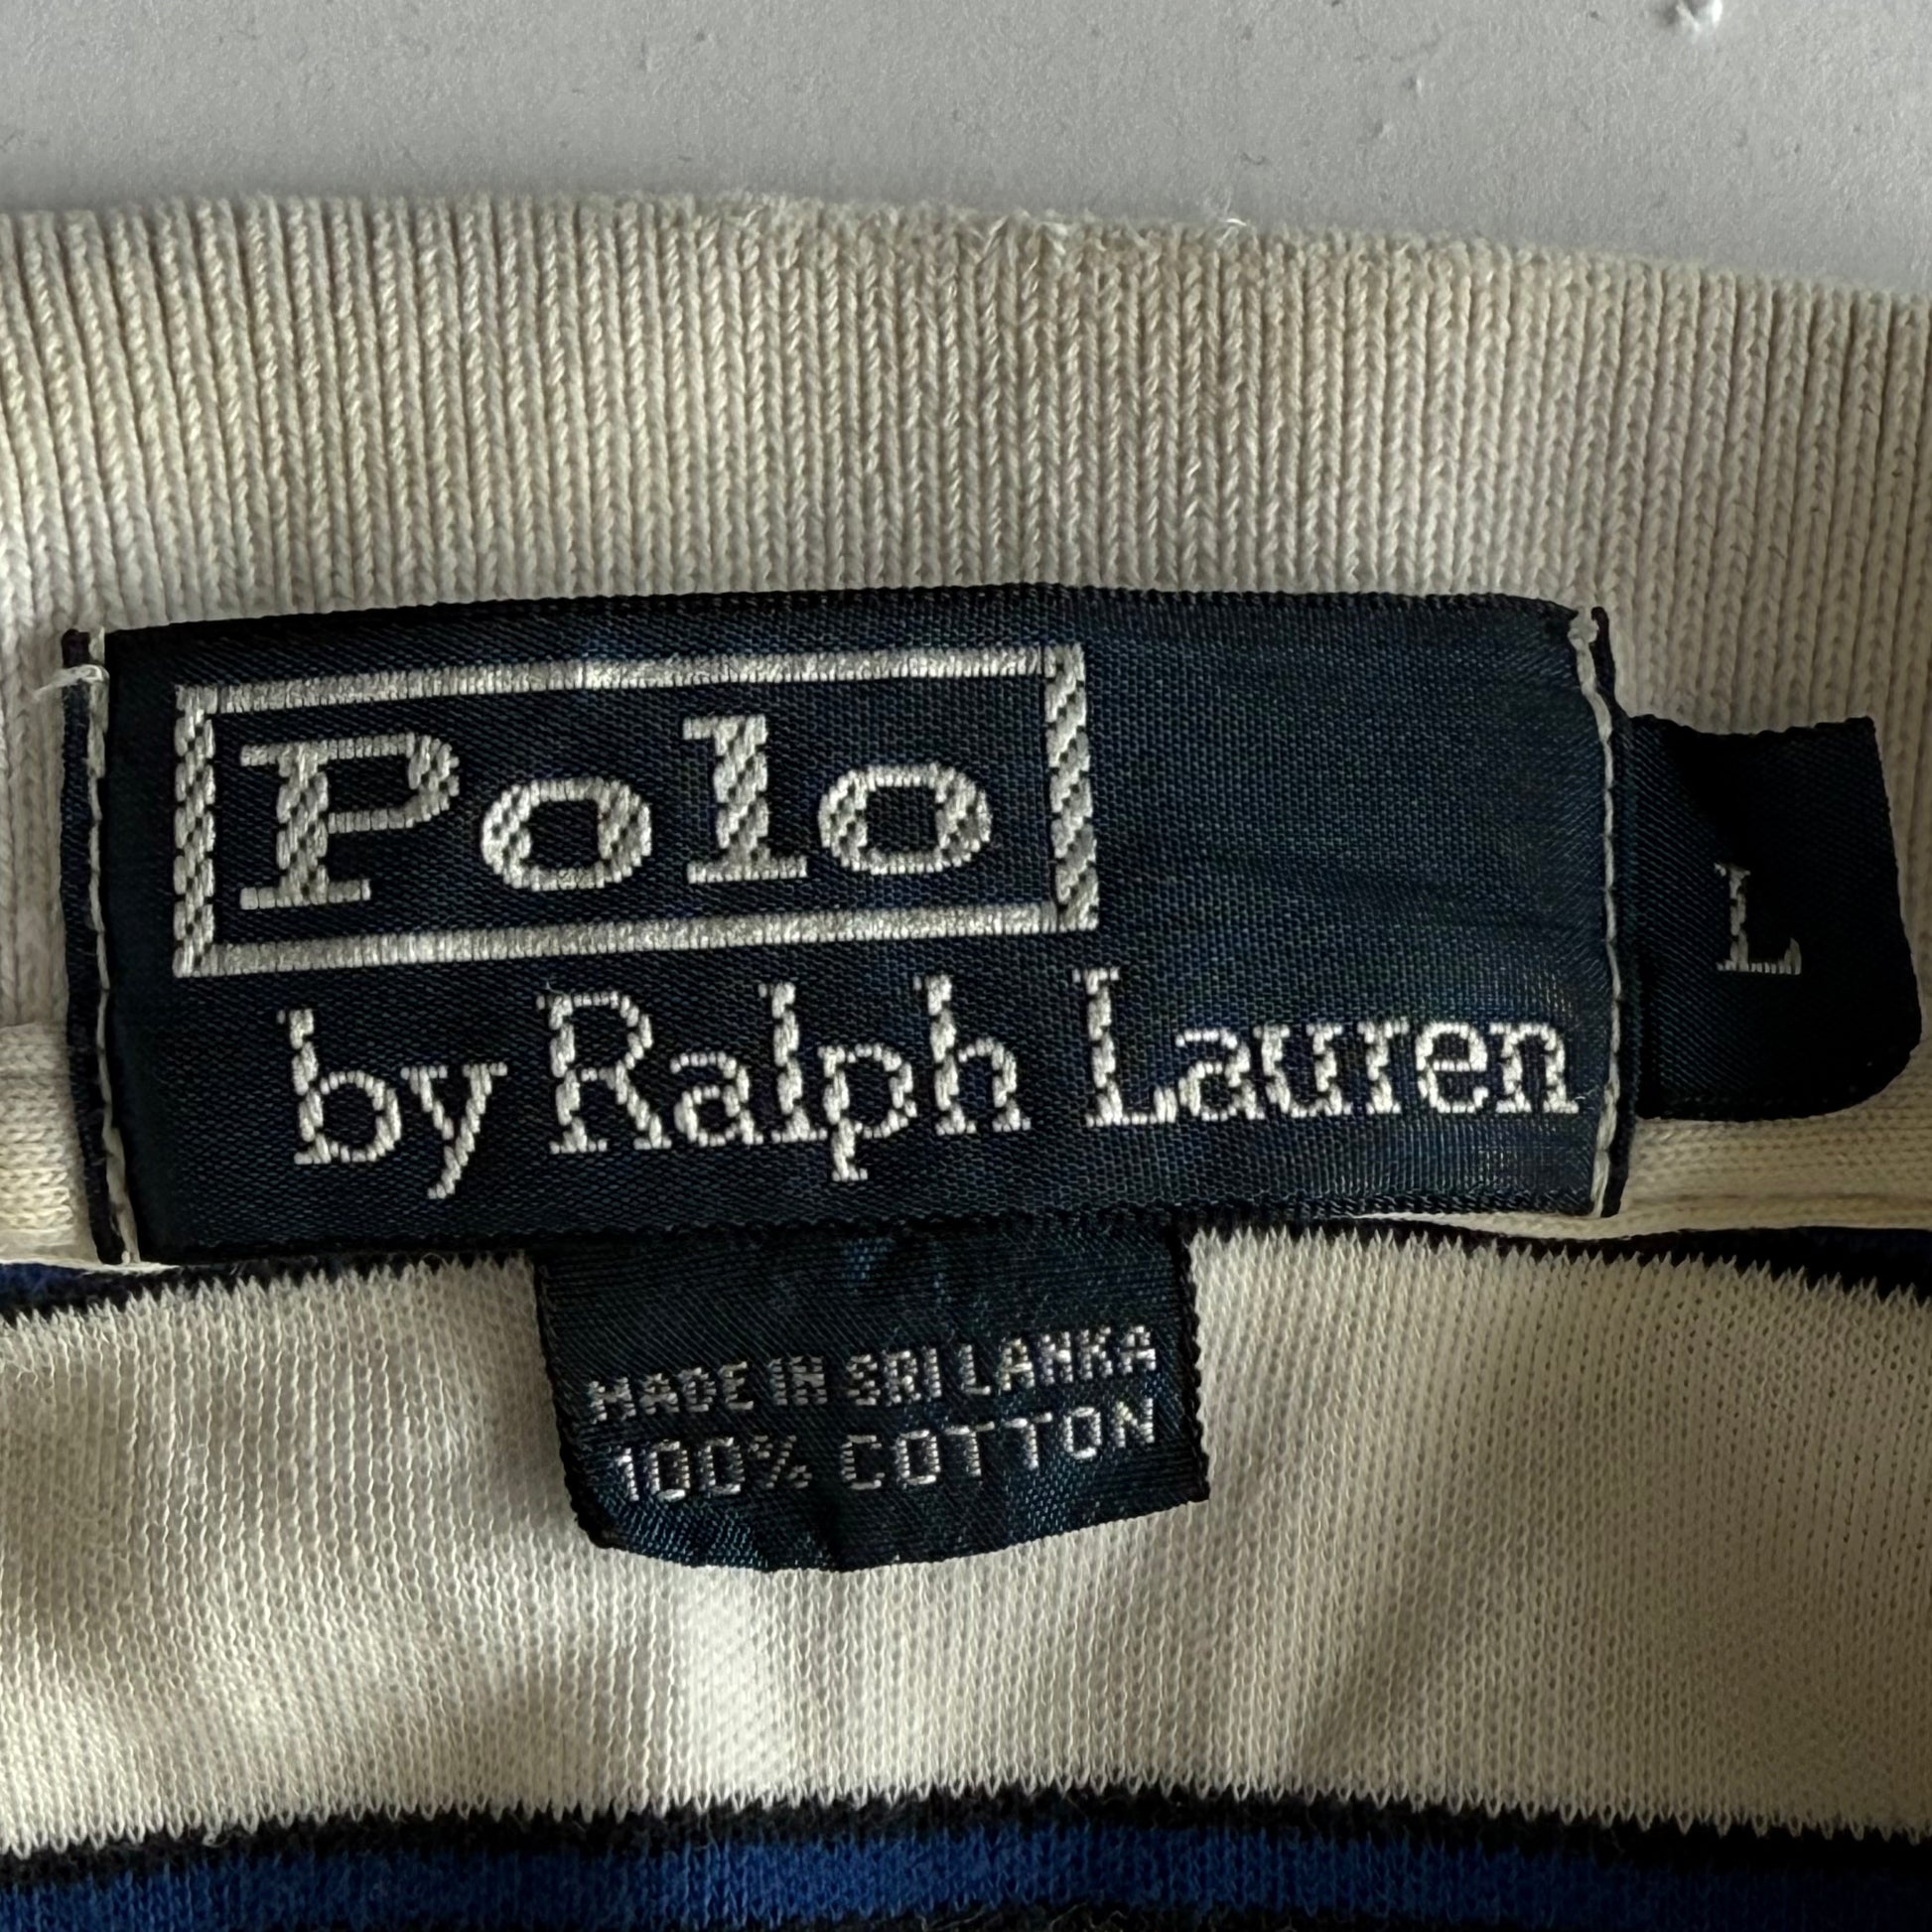 Polo
by Ralph Lauren
L
MADE IN SRI LANKA
100% COTTON